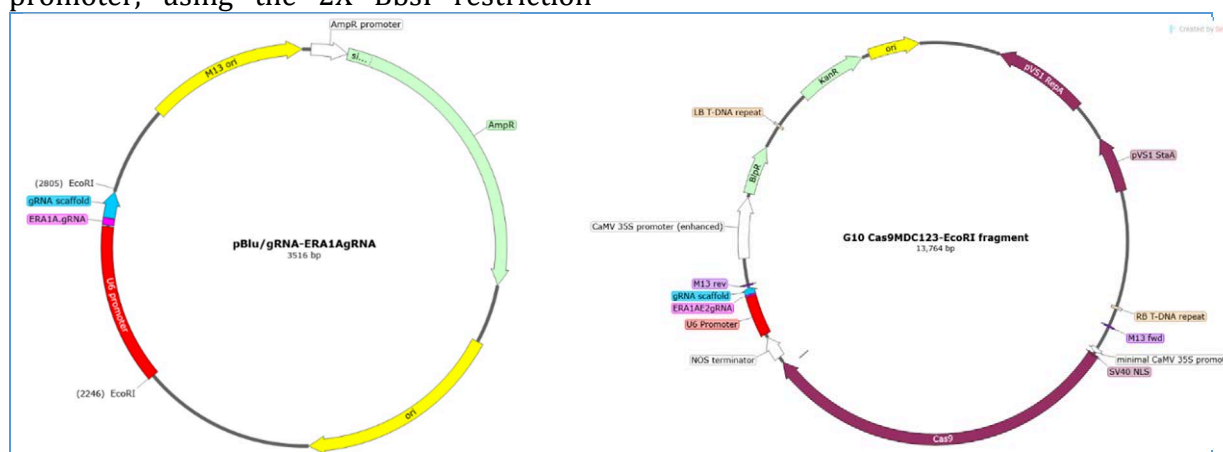 promoter, using the 2X BbsI restriction
AmpR promoter
M13 ori
si...
AmpR
(2805) EcoRI
gRNA scaffold
ERA1A.gRNA
pBlu/gRNA-ERA1AgRNA
3516 bp
U6 promoter
(2246) EcoRI
ori
Created by
ori
KanR
pVS1 RepA
LB T-DNA repeat
pVS1 StaA
BlpR
CaMV 35S promoter (enhanced)
G10 Cas9MDC123-EcoRI fragment
13,764 bp
M13 rev
gRNA scaffold
ERA1AE2gRNA
U6 Promoter
RB T-DNA repeat
M13 fwd
NOS terminator
minimal CaMV 35S promo
SV40 NLS
Cas9